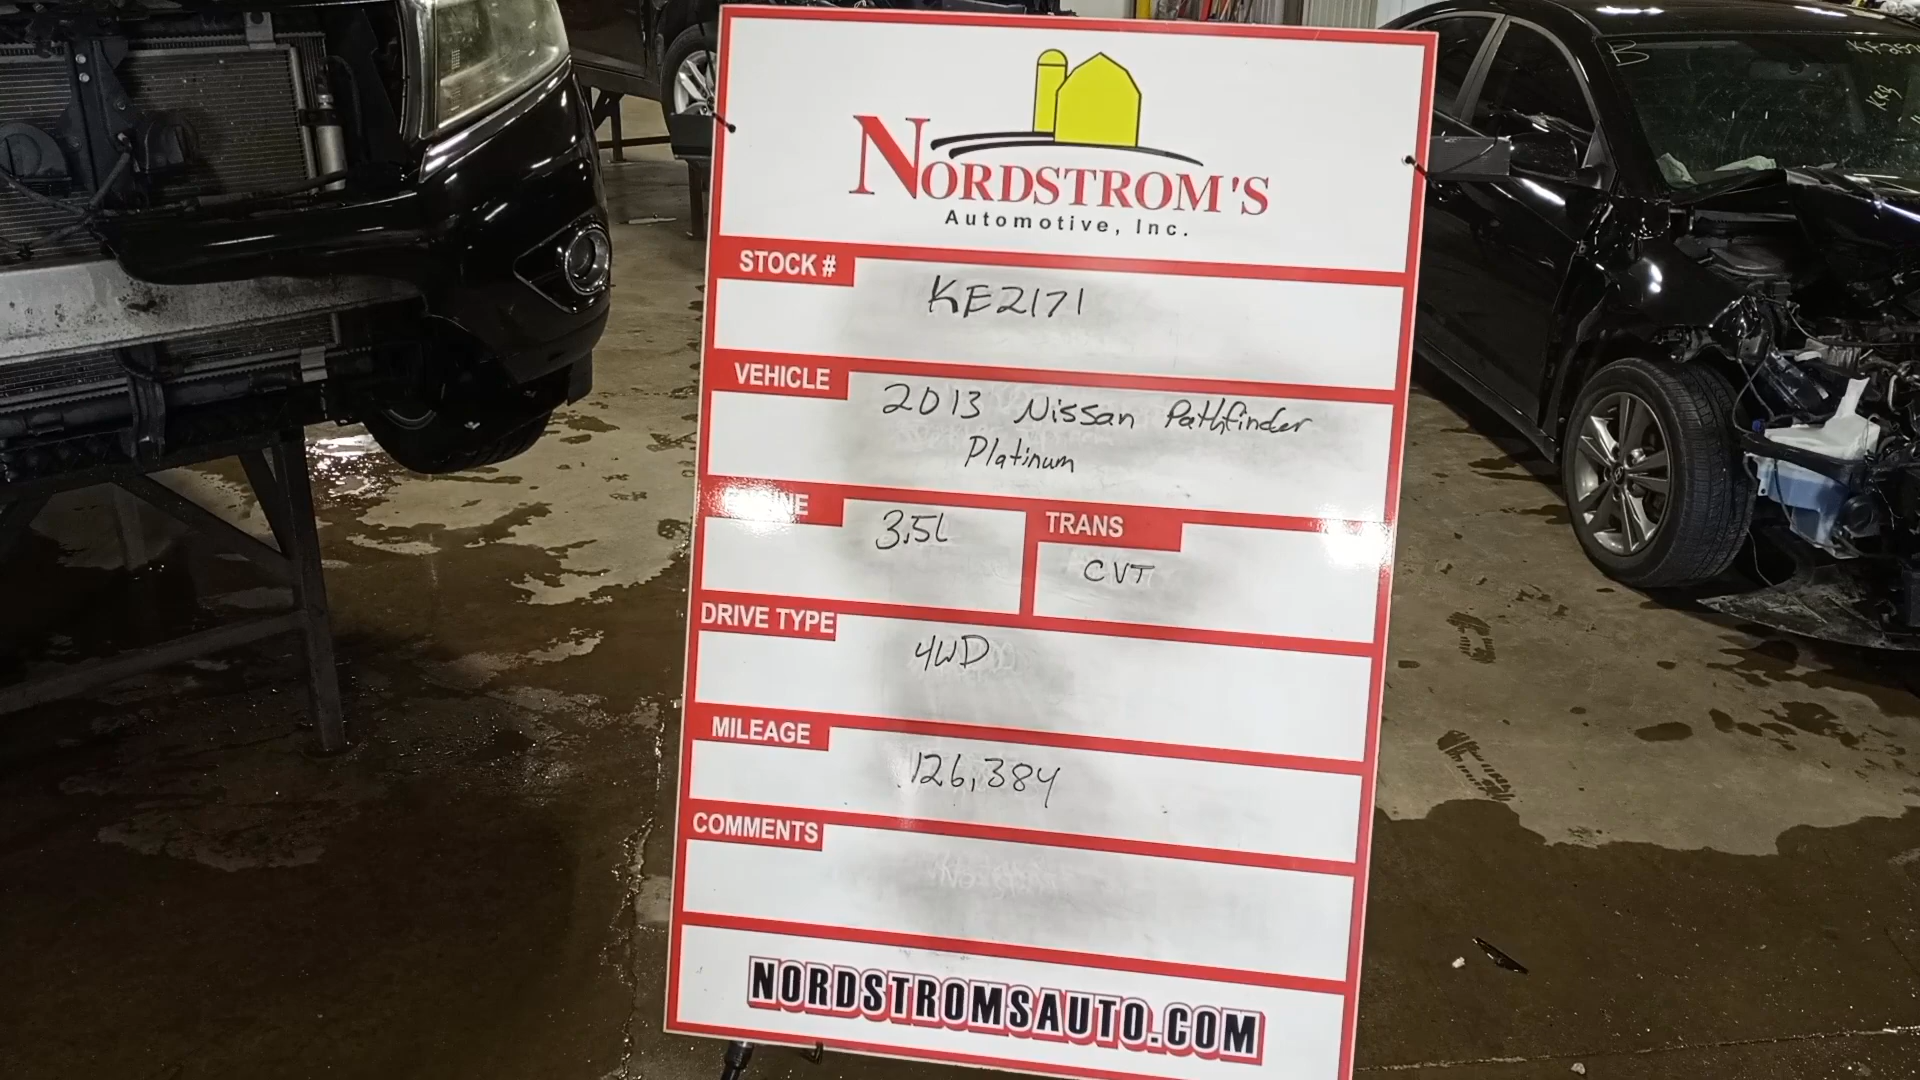 NORDSTROM'S
Automotive, Inc.
STOCK #
KE2171
VEHICLE
2013 Nissan Pathfinder
Platinum
3.5L
TRANS
CVT
DRIVE TYPE
4WD
MILEAGE
126,384
COMMENTS
NORDSTROMSAUTO.COM
B